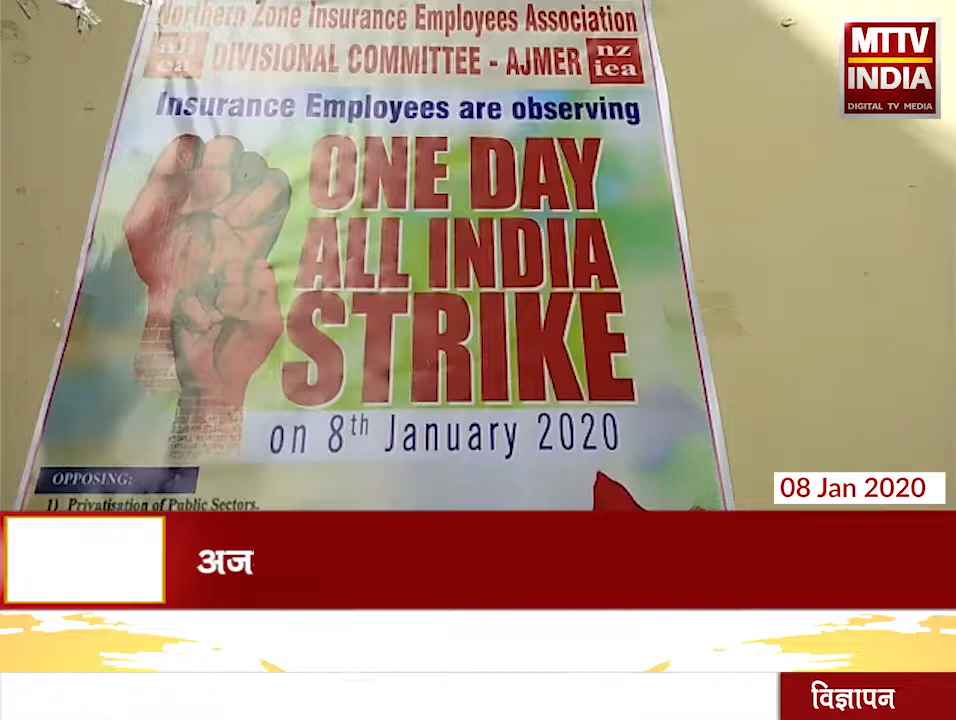 Northern Zone Insurance Employees Association
aii
ea
DIVISIONAL COMMITTEE - AJMER
nz
iea
Insurance Employees are observing
ONE DAY
ALL INDIA
STRIKE
on 8th January 2020
OPPOSING:
1) Privatisation of Public Sectors.
MTTV
INDIA
DIGITAL TV MEDIA
08 Jan 2020
अज
विज्ञापन